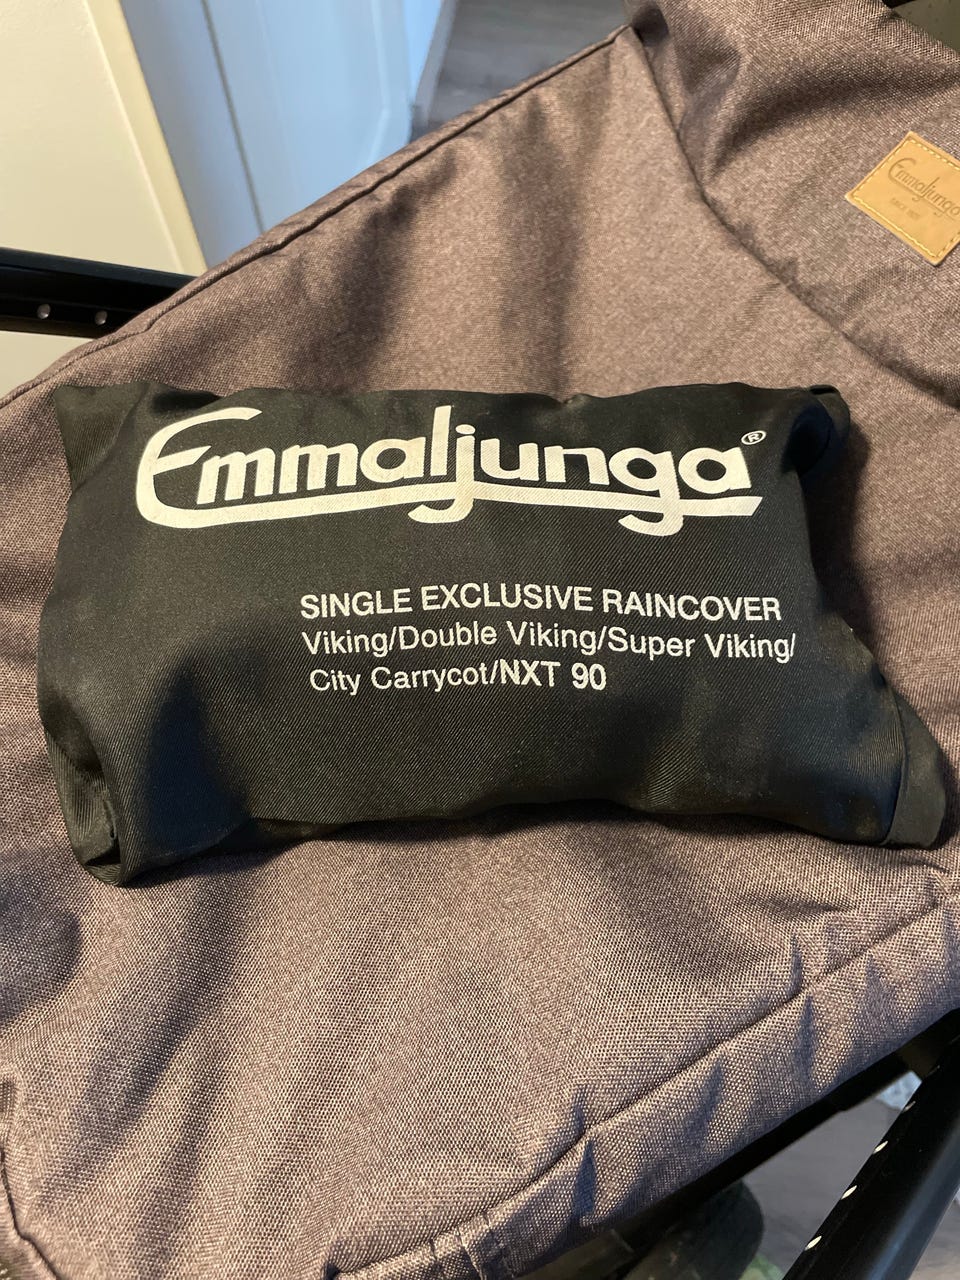 Emmaljunga
Emmaljunga®
SINGLE EXCLUSIVE RAINCOVER
Viking/Double Viking/Super Viking/
City Carrycot/NXT 90